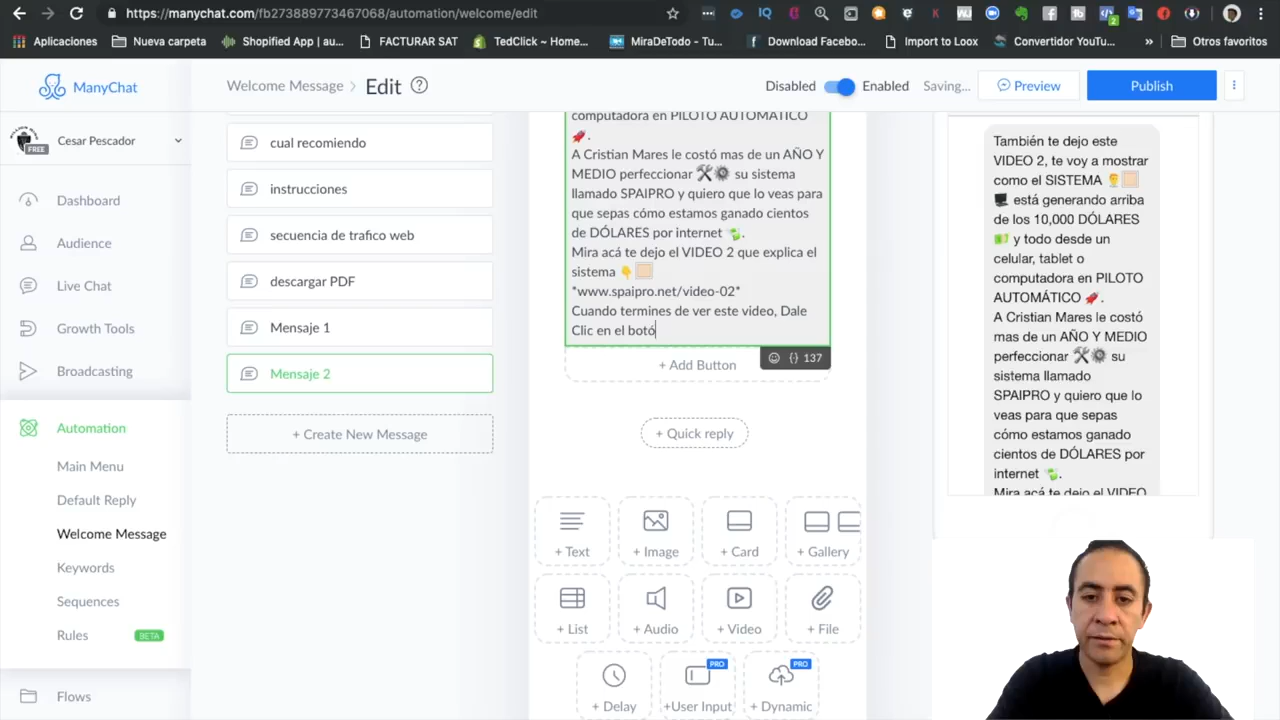 https://manychat.com/fb273889773467068/automation/welcome/edit
Aplicaciones
Nueva carpeta
Shopified App | au...
FACTURAR SAT
TedClick ~ Home...
MiraDeTodo - Tu...
Download Facebo...
Import to Loox
Convertidor YouTu...
»
Otros favoritos
ManyChat
Welcome Message > Edit
Disabled
Enabled
Saving...
Preview
Publish
FREE
Cesar Pescador
Dashboard
Audience
Live Chat
Growth Tools
Broadcasting
Automation
Main Menu
Default Reply
Welcome Message
Keywords
Sequences
Rules
BETA
Flows
cual recomiendo
instrucciones
secuencia de trafico web
descargar PDF
Mensaje 1
Mensaje 2
+ Create New Message
computadora en PILOTO AUTOMÁTICO
🚀.
A Cristian Mares le costó mas de un AÑO Y
MEDIO perfeccionar 🛠⚙ su sistema
llamado SPAIPRO y quiero que lo veas para
que sepas cómo estamos ganado cientos
de DÓLARES por internet 💸.
Mira acá te dejo el VIDEO 2 que explica el
sistema 👇🏼
*www.spaipro.net/video-02*
Cuando termines de ver este video, Dale
Clic en el botó
{} 137
+ Add Button
+ Quick reply
+ Text
+ Image
+ Card
+ Gallery
+ List
+ Audio
+ Video
+ File
PRO
PRO
+ Delay
+User Input
+ Dynamic
También te dejo este
VIDEO 2, te voy a mostrar
como el SISTEMA
está generando arriba
de los 10,000 DÓLARES
💵 y todo desde un
celular, tablet o
computadora en PILOTO
AUTOMÁTICO 🚀.
A Cristian Mares le costó
mas de un AÑO Y MEDIO
perfeccionar 🛠⚙ su
sistema llamado
SPAIPRO y quiero que lo
veas para que sepas
cómo estamos ganado
cientos de DÓLARES por
internet 💸.
Mira acá te dejo el VIDEO